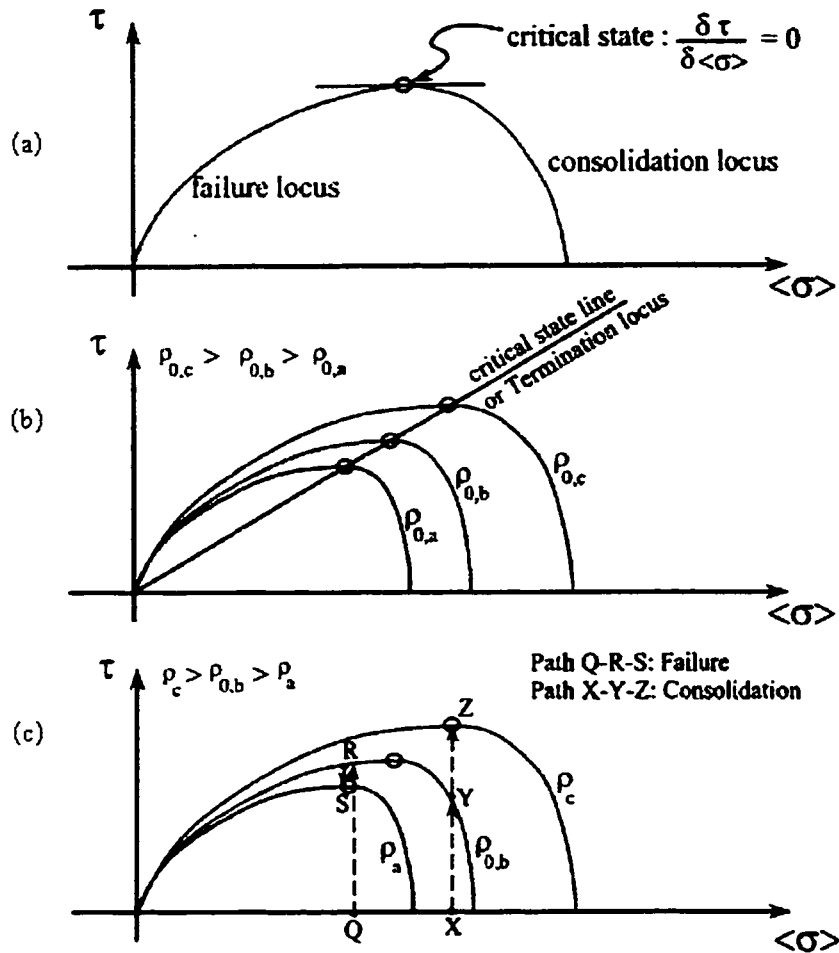 τ
critical state : δ τ / δ<σ> = 0
(a)
failure locus
consolidation locus
<σ>
τ
ρ0,c > ρ0,b > ρ0,a
critical state line
or Termination locus
(b)
ρ0,a
ρ0,b
ρ0,c
<σ>
τ
ρc > ρ0,b > ρa
Path Q-R-S: Failure
Path X-Y-Z: Consolidation
(c)
Z
R
S
Y
ρa
ρ0,b
ρc
Q
X
<σ>